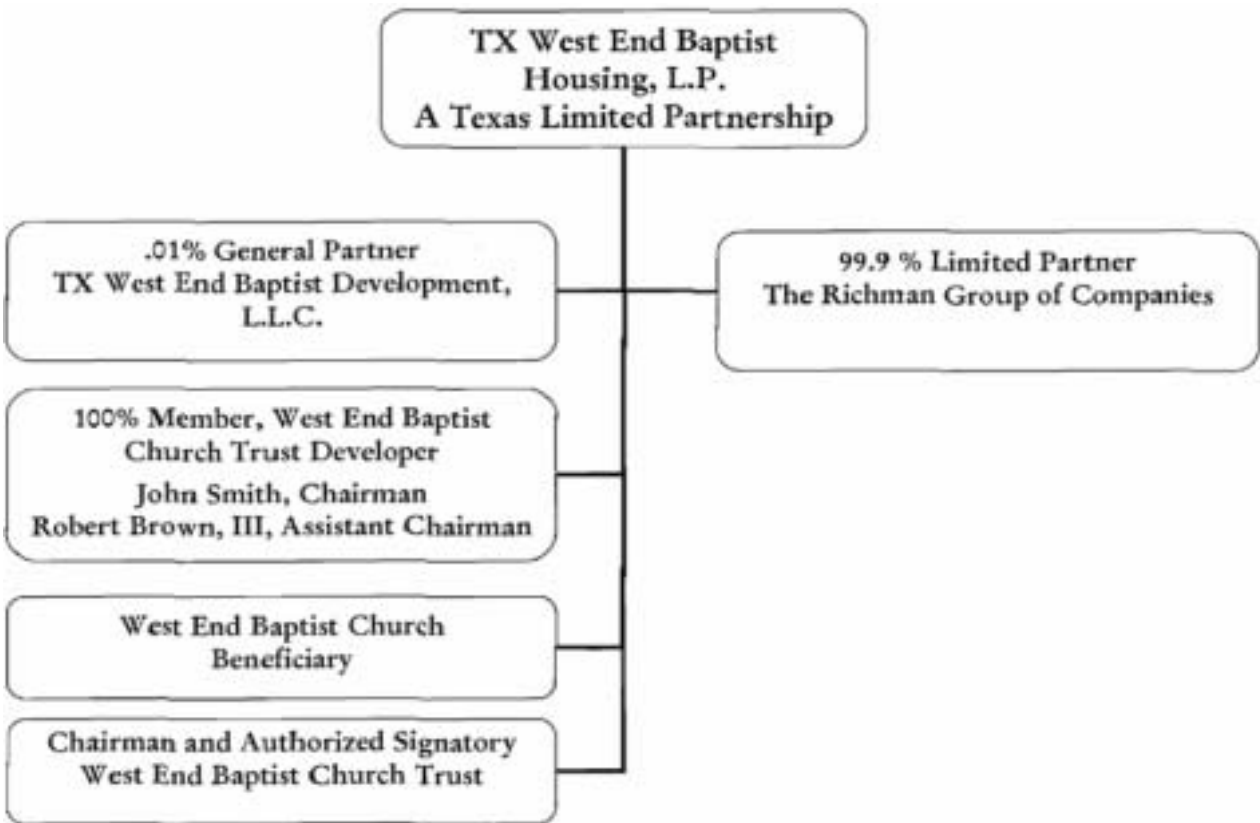 TX West End Baptist
Housing, L.P.
A Texas Limited Partnership
.01% General Partner
TX West End Baptist Development,
L.L.C.
99.9 % Limited Partner
The Richman Group of Companies
100% Member, West End Baptist
Church Trust Developer
John Smith, Chairman
Robert Brown, III, Assistant Chairman
West End Baptist Church
Beneficiary
Chairman and Authorized Signatory
West End Baptist Church Trust